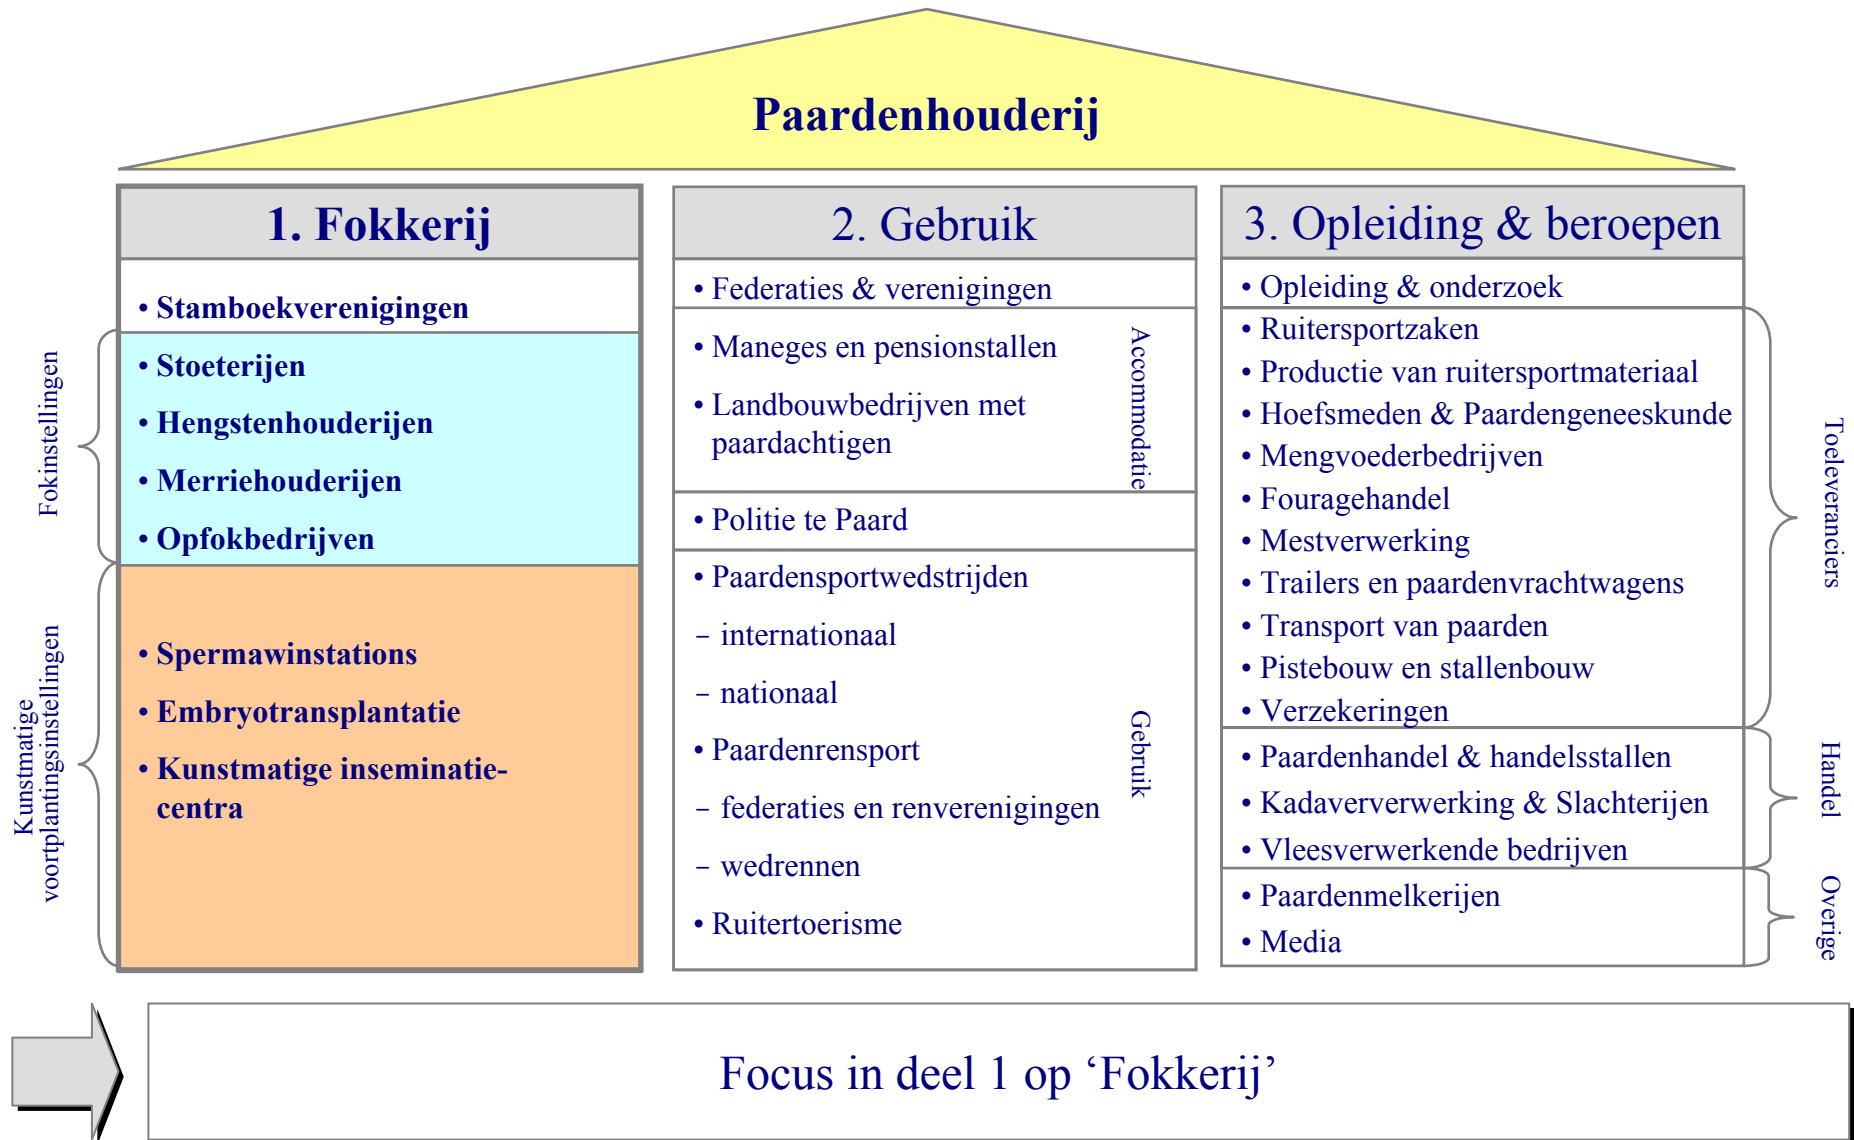 Paardenhouderij
1. Fokkerij
• Stamboekverenigingen
Fokinstellingen
• Stoeterijen
• Hengstenhouderijen
• Merriehouderijen
• Opfokbedrijven
Kunstmatige
voortplantingsinstellingen
• Spermawinstations
• Embryotransplantatie
• Kunstmatige inseminatie-
centra
2. Gebruik
• Federaties & verenigingen
• Maneges en pensionstallen
• Landbouwbedrijven met
paardachtigen
Accommodatie
• Politie te Paard
• Paardensportwedstrijden
– internationaal
– nationaal
• Paardenrensport
– federaties en renverenigingen
– wedrennen
• Ruitertoerisme
Gebruik
3. Opleiding & beroepen
• Opleiding & onderzoek
• Ruitersportzaken
• Productie van ruitersportmateriaal
• Hoefsmeden & Paardengeneeskunde
• Mengvoederbedrijven
• Fouragehandel
• Mestverwerking
• Trailers en paardenvrachtwagens
• Transport van paarden
• Pistebouw en stallenbouw
• Verzekeringen
Toeleveranciers
• Paardenhandel & handelsstallen
• Kadaververwerking & Slachterijen
• Vleesverwerkende bedrijven
Handel
• Paardenmelkerijen
• Media
Overige
Focus in deel 1 op ‘Fokkerij’